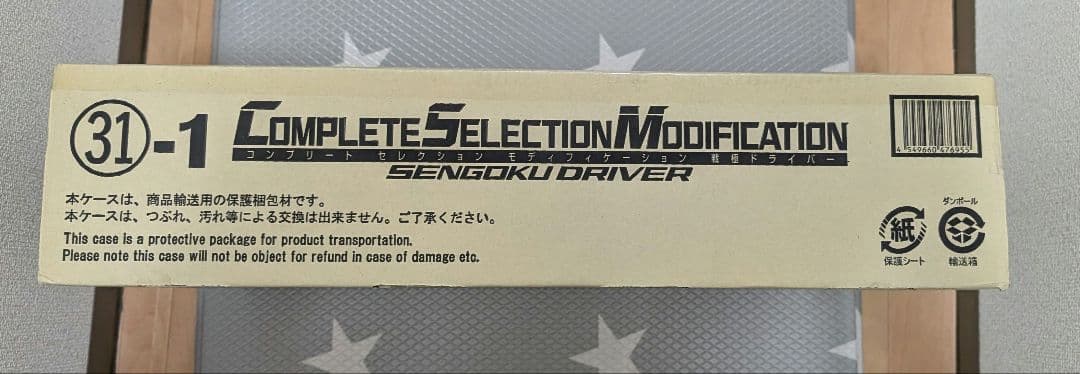 31-1
COMPLETE SELECTION MODIFICATION
コンプリート セレクション モディフィケーション 戦極ドライバー
SENGOKU DRIVER
本ケースは、商品輸送用の保護梱包材です。
本ケースは、つぶれ、汚れ等による交換は出来ません。ご了承ください。
This case is a protective package for product transportation.
Please note this case will not be object for refund in case of damage etc.
4 549660 476955
紙
保護シート
ダンボール
輸送箱